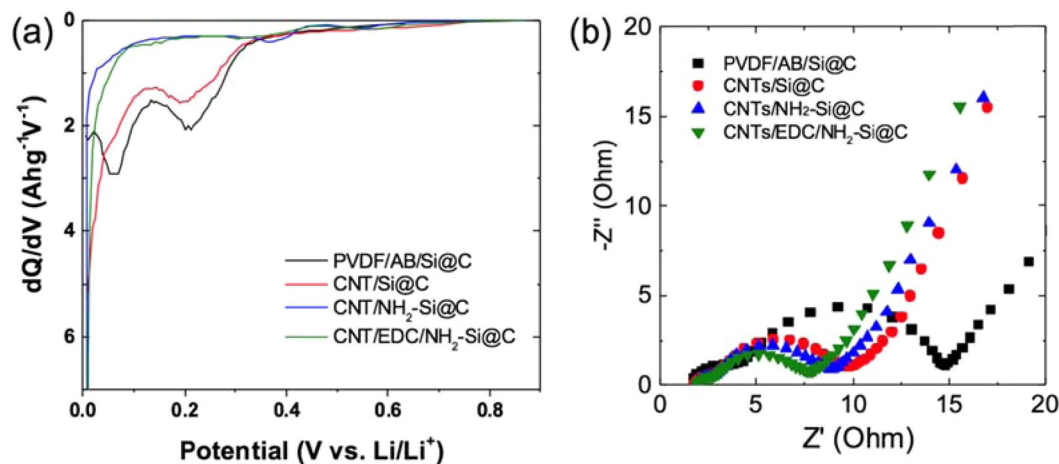 (a)
0
2
4
6
dQ/dV (Ahg⁻¹V⁻¹)
PVDF/AB/Si@C
CNT/Si@C
CNT/NH₂-Si@C
CNT/EDC/NH₂-Si@C
0.0 0.2 0.4 0.6 0.8
Potential (V vs. Li/Li⁺)
(b)
20
15
10
5
0
-Z'' (Ohm)
PVDF/AB/Si@C
CNTs/Si@C
CNTs/NH₂-Si@C
CNTs/EDC/NH₂-Si@C
0 5 10 15 20
Z' (Ohm)